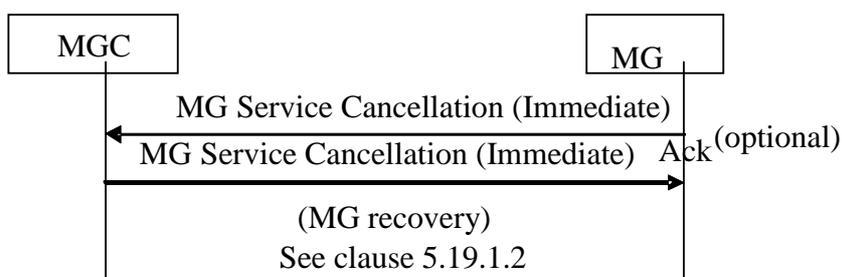 MGC
MG
MG Service Cancellation (Immediate)
MG Service Cancellation (Immediate) Ack (optional)
(MG recovery)
See clause 5.19.1.2